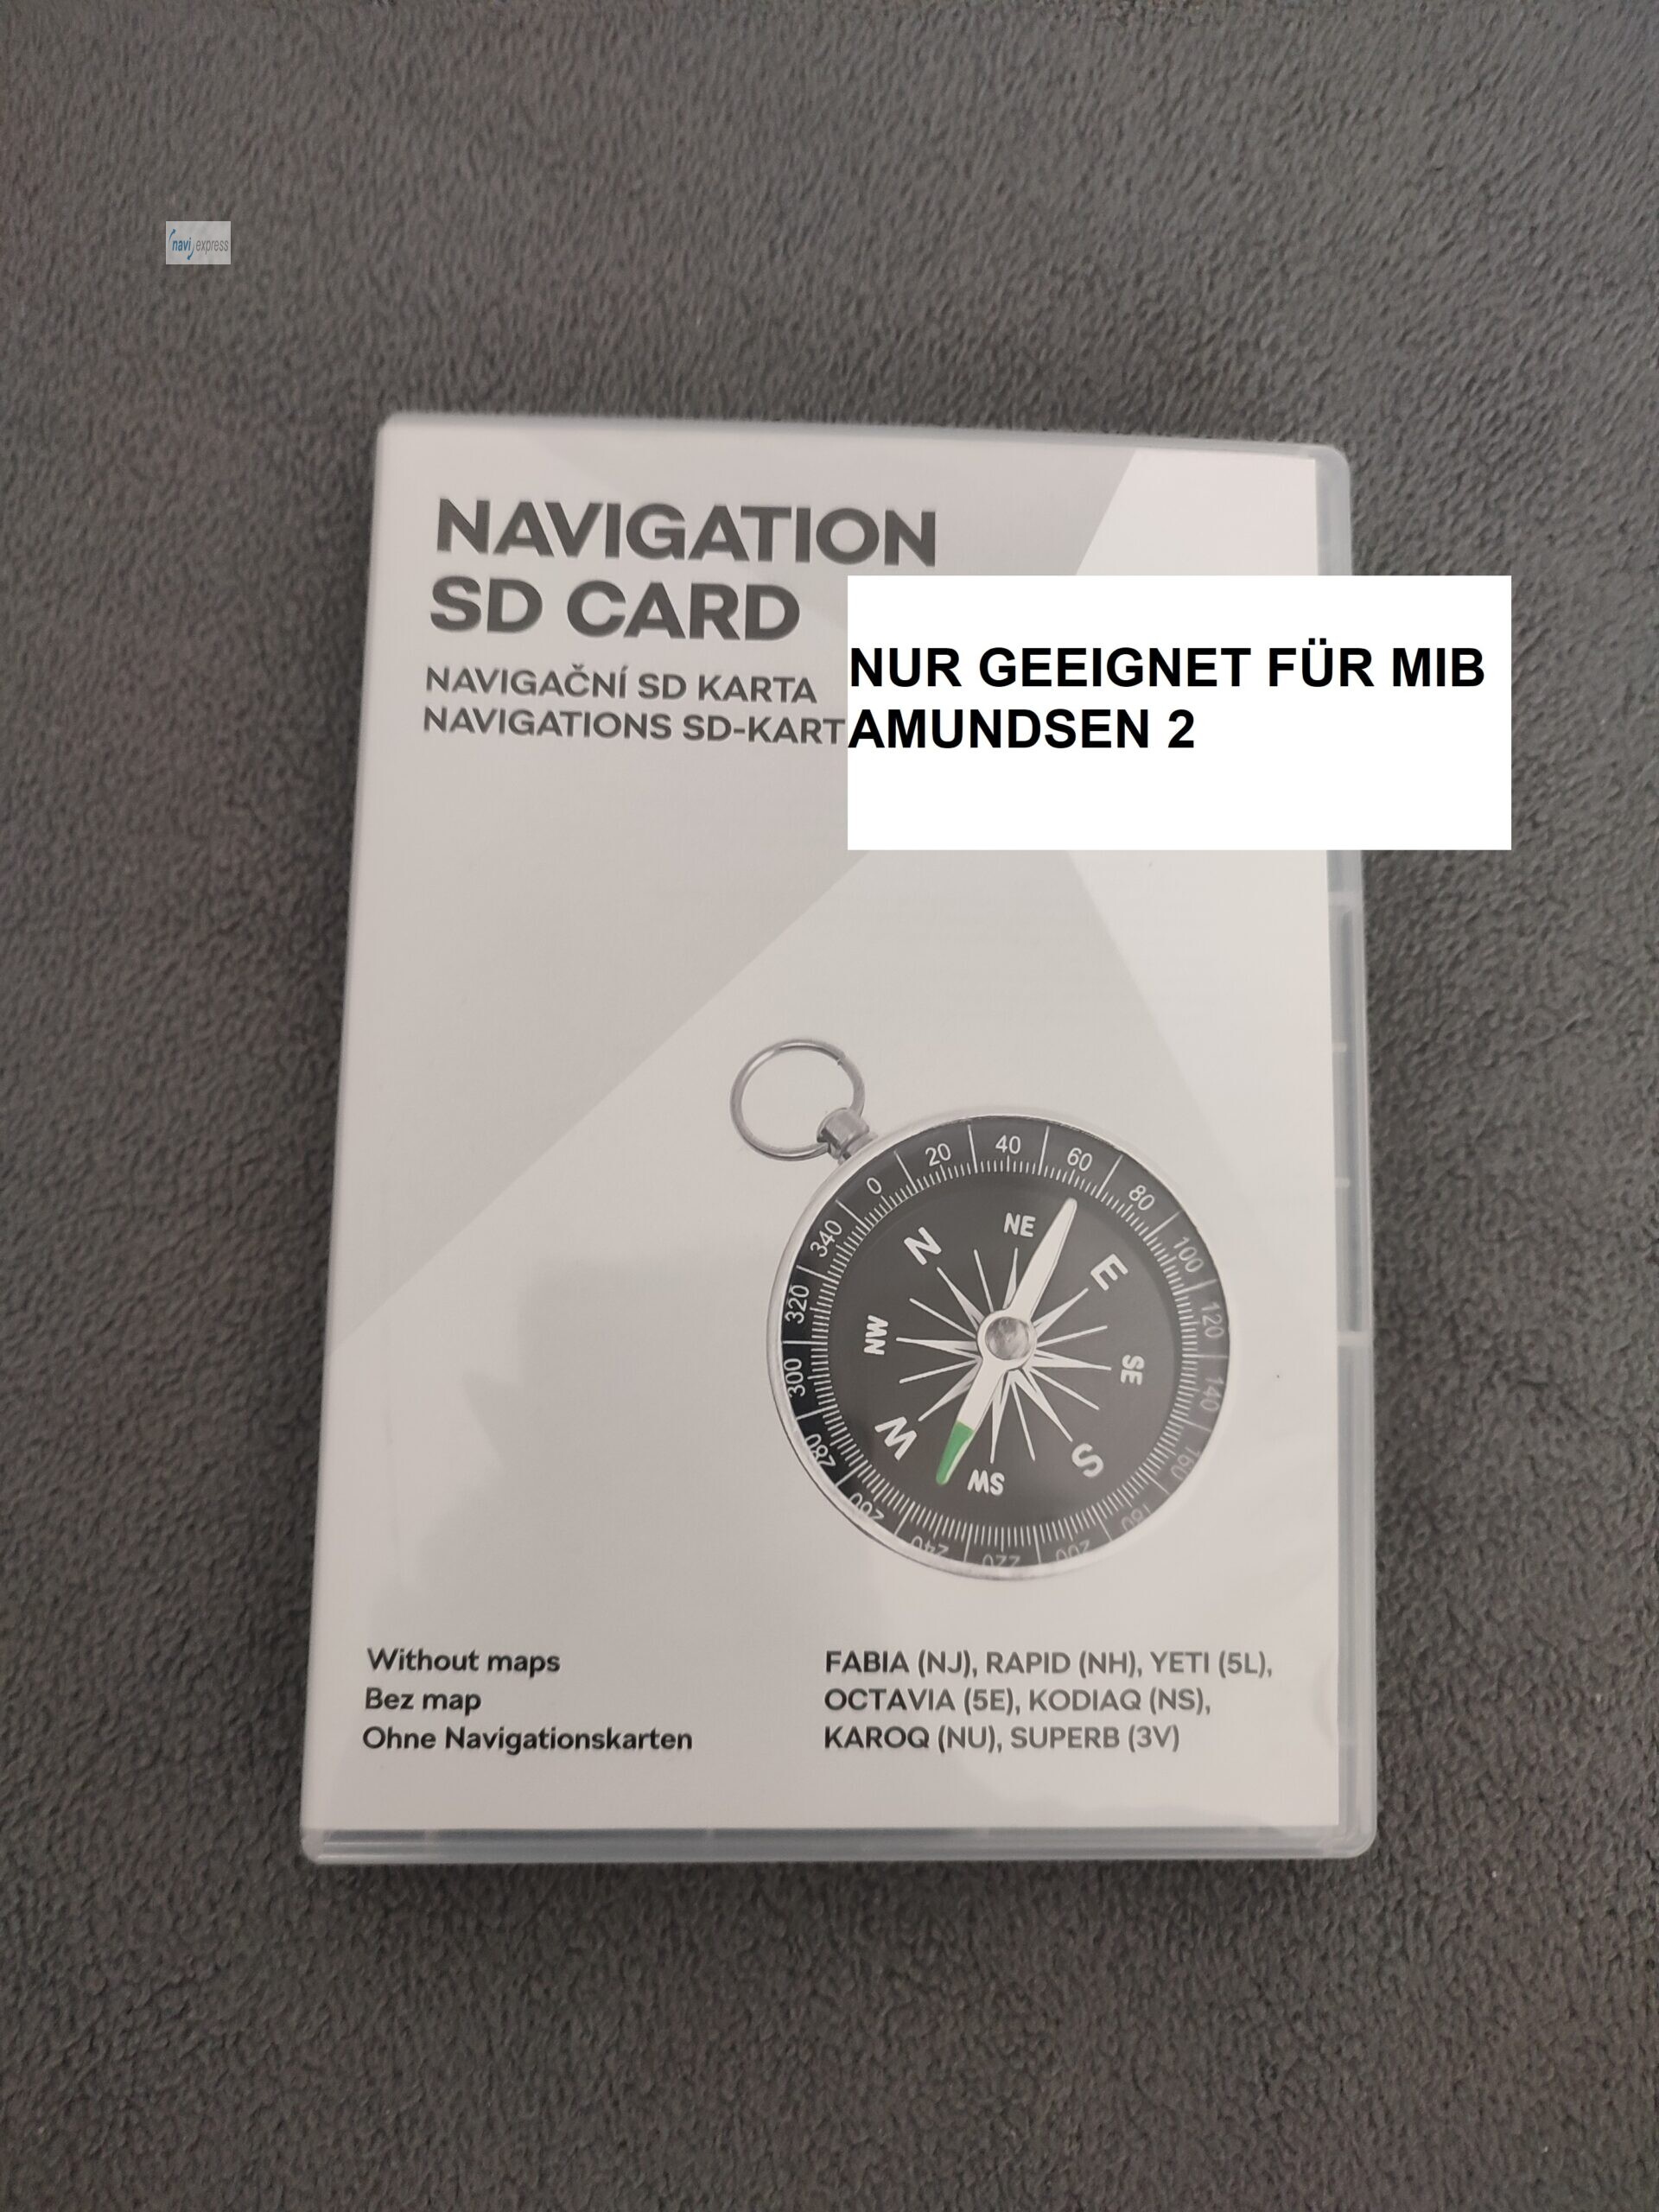 navi express
NAVIGATION
SD CARD
NAVIGAČNÍ SD KARTA
NAVIGATIONS SD-KART
NUR GEEIGNET FÜR MIB
AMUNDSEN 2
0
20
40
60
80
100
120
140
160
180
200
220
240
260
280
300
320
340
N
NE
E
SE
S
SW
W
NW
Without maps
Bez map
Ohne Navigationskarten
FABIA (NJ), RAPID (NH), YETI (5L),
OCTAVIA (5E), KODIAQ (NS),
KAROQ (NU), SUPERB (3V)